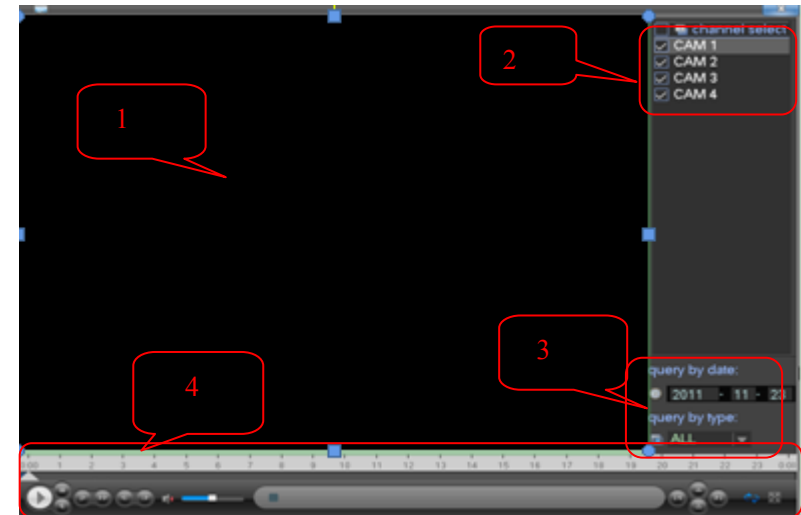 channel select
CAM 1
CAM 2
CAM 3
CAM 4
2
1
3
query by date:
2011 - 11 - 23
query by type:
ALL
4
0:00 1 2 3 4 5 6 7 8 9 10 11 12 13 14 15 16 17 18 19 20 21 22 23 0:00